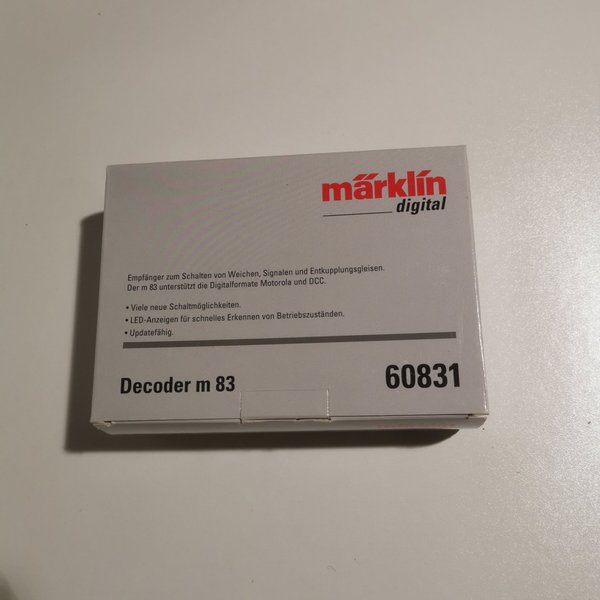 märklin
digital
Empfänger zum Schalten von Weichen, Signalen und Entkupplungsgleisen.
Der m 83 unterstützt die Digitalformate Motorola und DCC.
• Viele neue Schaltmöglichkeiten.
• LED-Anzeigen für schnelles Erkennen von Betriebszuständen.
• Updatefähig.
Decoder m 83 60831